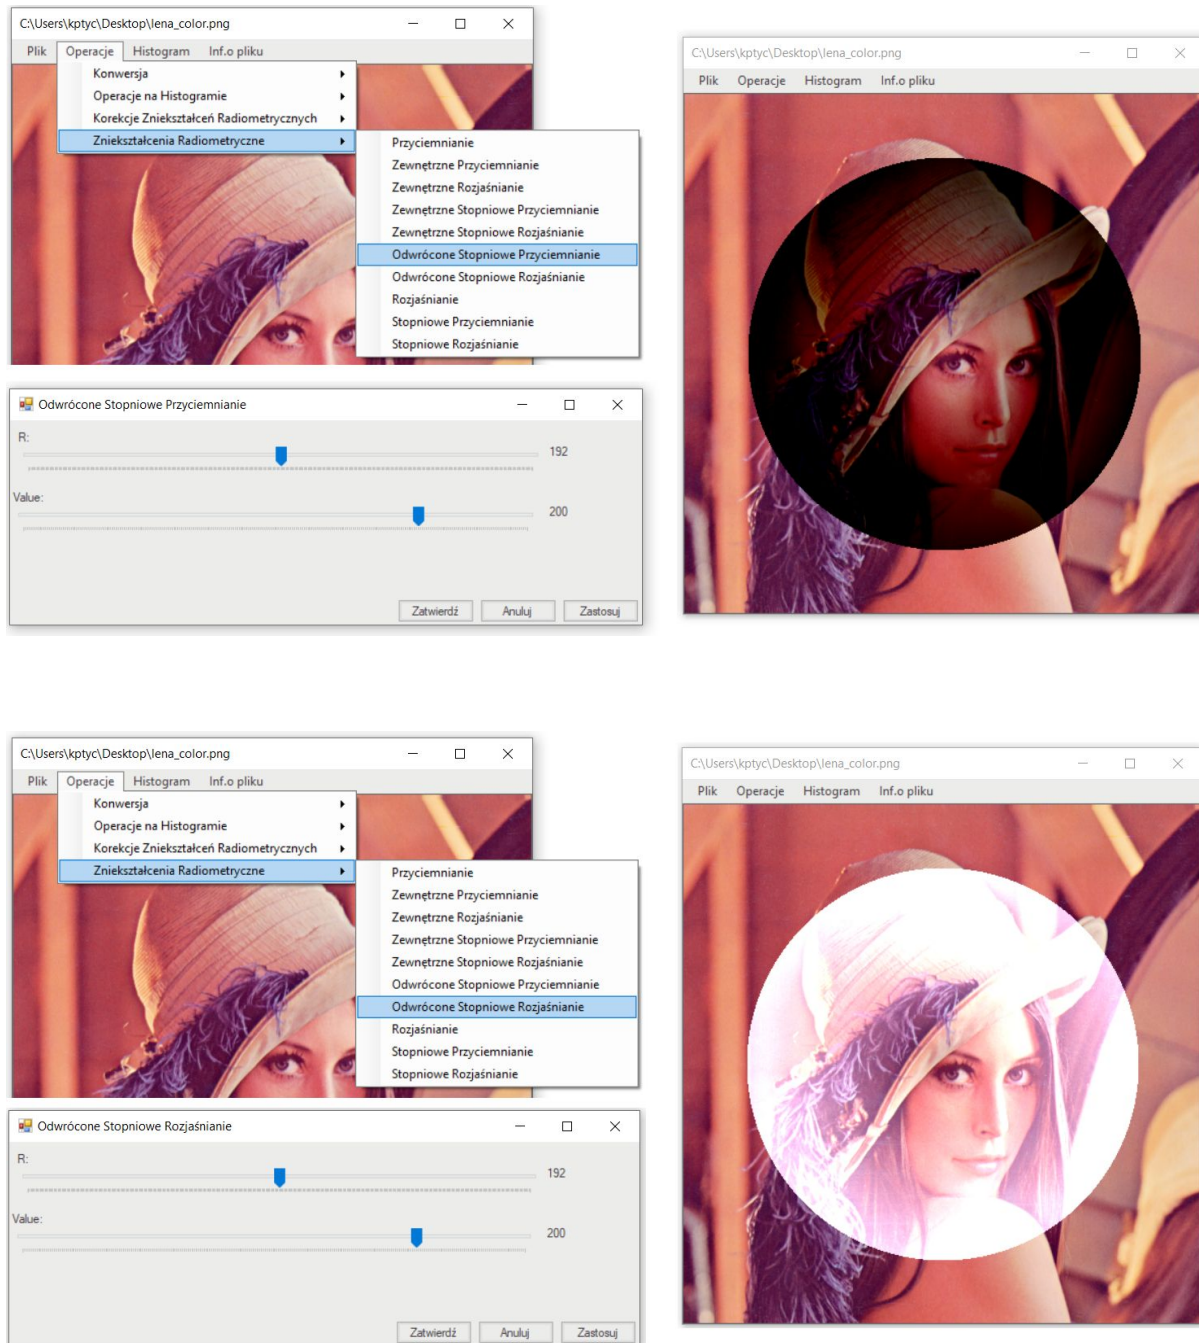 C:\Users\kptyc\Desktop\lena_color.png
Plik Operacje Histogram Inf.o pliku
Konwersja
Operacje na Histogramie
Korekcje Zniekształceń Radiometrycznych
Zniekształcenia Radiometryczne
Przyciemnianie
Zewnętrzne Przyciemnianie
Zewnętrzne Rozjaśnianie
Zewnętrzne Stopniowe Przyciemnianie
Zewnętrzne Stopniowe Rozjaśnianie
Odwrócone Stopniowe Przyciemnianie
Odwrócone Stopniowe Rozjaśnianie
Rozjaśnianie
Stopniowe Przyciemnianie
Stopniowe Rozjaśnianie
C:\Users\kptyc\Desktop\lena_color.png
Plik Operacje Histogram Inf.o pliku
Odwrócone Stopniowe Przyciemnianie
R:
192
Value:
200
Zatwierdź Anuluj Zastosuj
C:\Users\kptyc\Desktop\lena_color.png
Plik Operacje Histogram Inf.o pliku
Konwersja
Operacje na Histogramie
Korekcje Zniekształceń Radiometrycznych
Zniekształcenia Radiometryczne
Przyciemnianie
Zewnętrzne Przyciemnianie
Zewnętrzne Rozjaśnianie
Zewnętrzne Stopniowe Przyciemnianie
Zewnętrzne Stopniowe Rozjaśnianie
Odwrócone Stopniowe Przyciemnianie
Odwrócone Stopniowe Rozjaśnianie
Rozjaśnianie
Stopniowe Przyciemnianie
Stopniowe Rozjaśnianie
C:\Users\kptyc\Desktop\lena_color.png
Plik Operacje Histogram Inf.o pliku
Odwrócone Stopniowe Rozjaśnianie
R:
192
Value:
200
Zatwierdź Anuluj Zastosuj